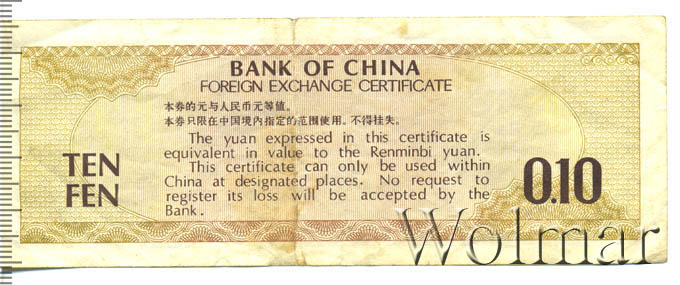 BANK OF CHINA
FOREIGN EXCHANGE CERTIFICATE
本券的元与人民币元等值。
本券只限在中国境内指定的范围使用，不得挂失。
The yuan expressed in this certificate is
equivalent in value to the Renminbi yuan.
This certificate can only be used within
China at designated places. No request to
register its loss will be accepted by the
Bank.
TEN
FEN
0.10
Wolmar